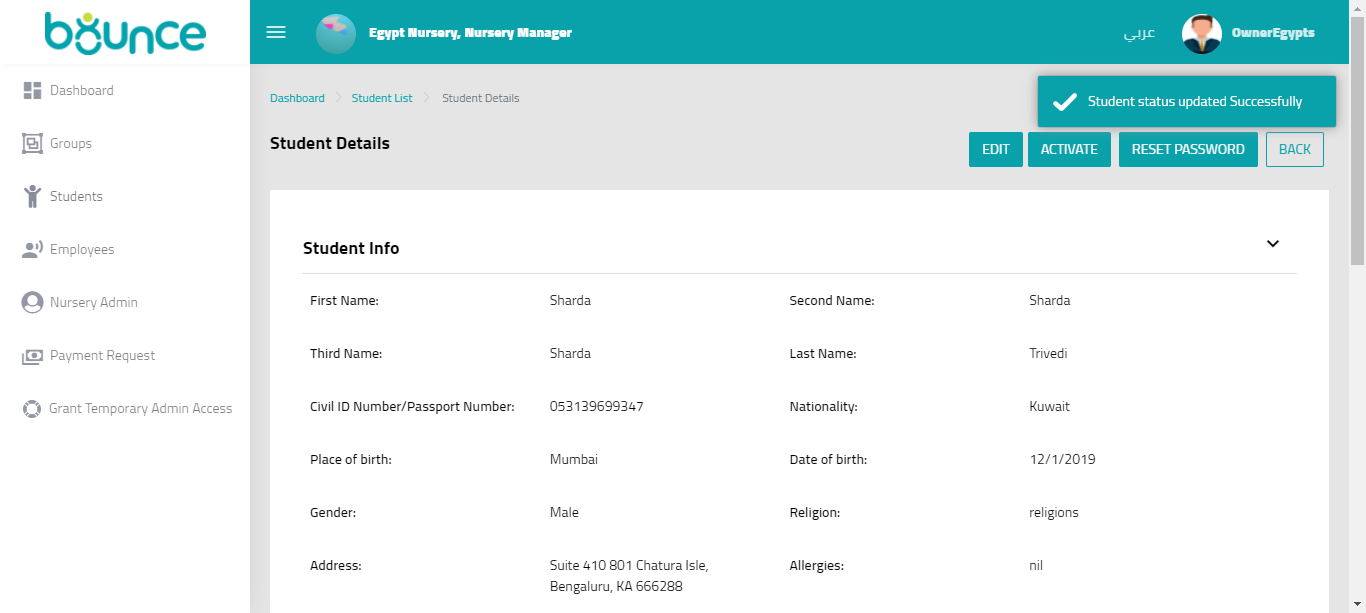 bounce
Egypt Nursery, Nursery Manager
عربي
OwnerEgypts
Dashboard
Groups
Students
Employees
Nursery Admin
Payment Request
Grant Temporary Admin Access
Dashboard > Student List > Student Details
Student status updated Successfully
Student Details
EDIT
ACTIVATE
RESET PASSWORD
BACK
Student Info
First Name: Sharda Second Name: Sharda
Third Name: Sharda Last Name: Trivedi
Civil ID Number/Passport Number: 053139699347 Nationality: Kuwait
Place of birth: Mumbai Date of birth: 12/1/2019
Gender: Male Religion: religions
Address: Suite 410 801 Chatura Isle, Allergies: nil
Bengaluru, KA 666288